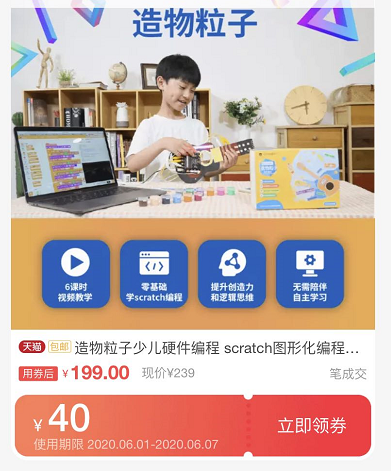 造物粒子
6课时
视频教学
零基础
学scratch编程
提升创造力
和逻辑思维
无需陪伴
自主学习
天猫 包邮 造物粒子少儿硬件编程 scratch图形化编程…
用券后 ¥199.00 现价¥239 笔成交
¥40 立即领券
使用期限 2020.06.01-2020.06.07